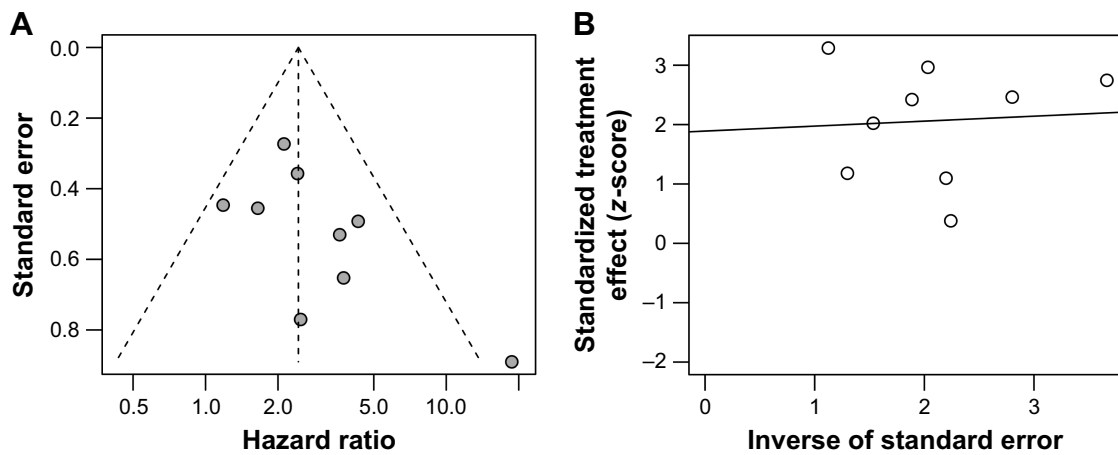 A
Standard error
0.0
0.2
0.4
0.6
0.8
0.5 1.0 2.0 5.0 10.0
Hazard ratio
B
Standardized treatment
effect (z-score)
3
2
1
0
–1
–2
0 1 2 3
Inverse of standard error